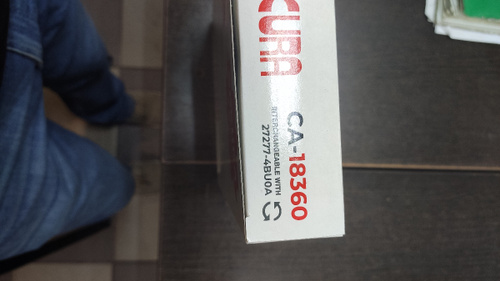 CURA
CA-18360
INTERCHANGEABLE WITH
27277-4BU0A